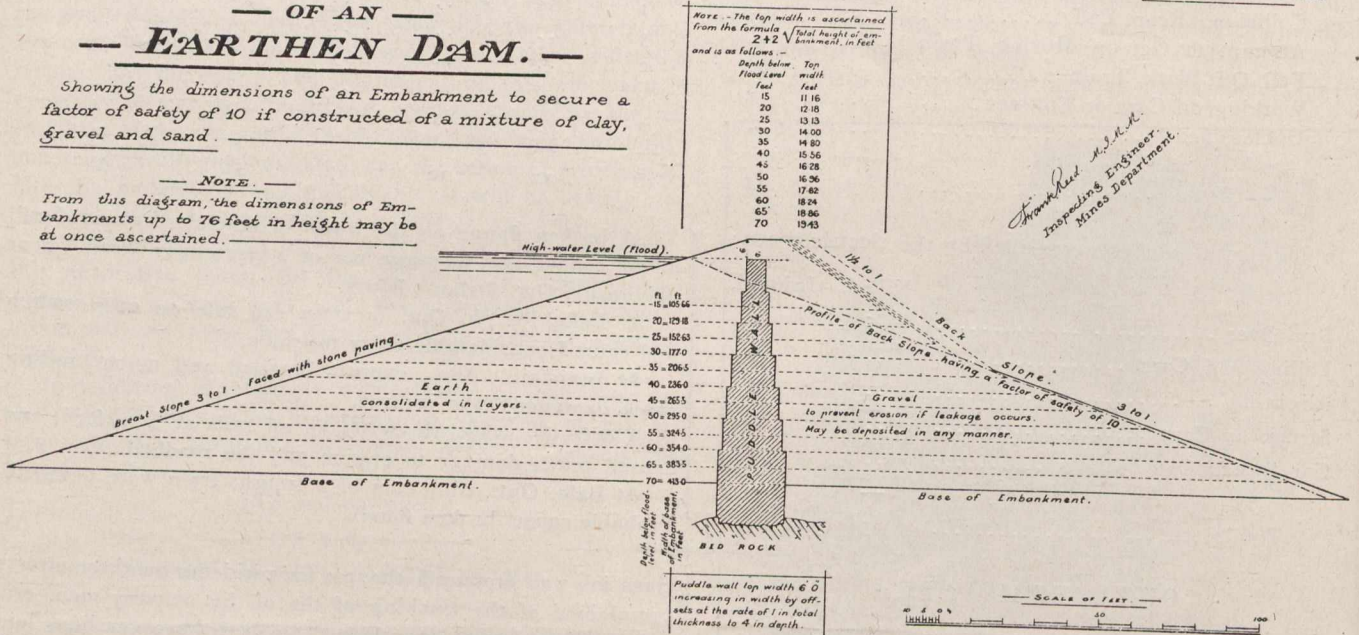 — OF AN —
— EARTHEN DAM. —
Showing the dimensions of an Embankment to secure a
factor of safety of 10 if constructed of a mixture of clay,
gravel and sand.
— NOTE. —
From this diagram, the dimensions of Em-
bankments up to 76 feet in height may be
at once ascertained.
NOTE. - The top width is ascertained
from the formula 2+2 √Total height of em-
bankment, in feet
and is as follows :-
Depth below Top
Flood Level width
feet feet
15 11 16
20 12 18
25 13 13
30 14 00
35 14 80
40 15 56
45 16 28
50 16 96
55 17 62
60 18 24
65 18 86
70 19 43
Frank Reed M.I.M.M.
Inspecting Engineer.
Mines Department.
High-water Level (Flood).
6
6
1½ to 1
Back
Slope.
3 to 1
Profile of Back Slope having a factor of safety of 10
Breast Slope 3 to 1. Faced with stone paving.
Earth
consolidated in layers.
ft ft
15 = 105 66
20 = 129 18
25 = 152 63
30 = 177 0
35 = 206 5
40 = 236 0
45 = 265 5
50 = 295 0
55 = 324 5
60 = 354 0
65 = 383 5
70 = 413 0
PUDDLE WALL
Gravel
to prevent erosion if leakage occurs.
May be deposited in any manner.
Base of Embankment.
Base of Embankment.
Depth below flood-
level in feet
Width of base
of Embankment.
in feet
BED ROCK
Puddle wall top width 6' 0"
increasing in width by off-
sets at the rate of 1 in total
thickness to 4 in depth.
— SCALE OF FEET. —
10 5 0 50 100